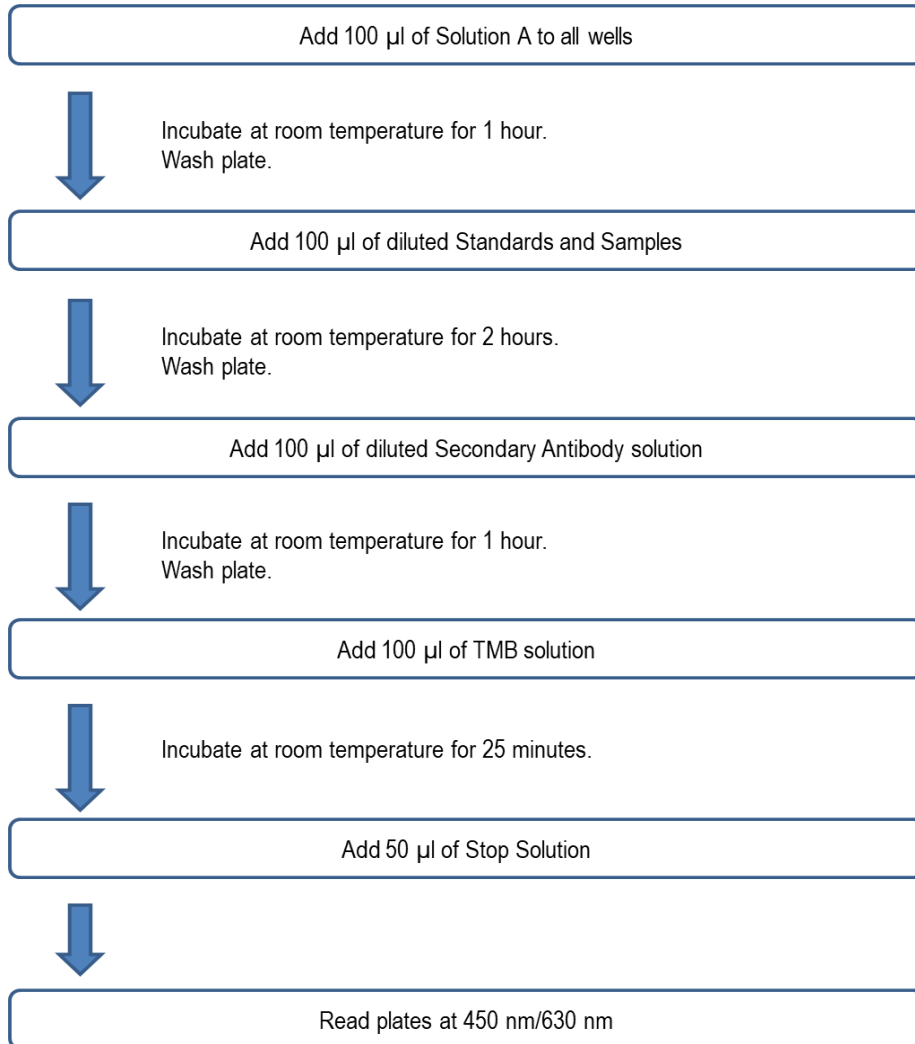 Add 100 µl of Solution A to all wells
Incubate at room temperature for 1 hour.
Wash plate.
Add 100 µl of diluted Standards and Samples
Incubate at room temperature for 2 hours.
Wash plate.
Add 100 µl of diluted Secondary Antibody solution
Incubate at room temperature for 1 hour.
Wash plate.
Add 100 µl of TMB solution
Incubate at room temperature for 25 minutes.
Add 50 µl of Stop Solution
Read plates at 450 nm/630 nm